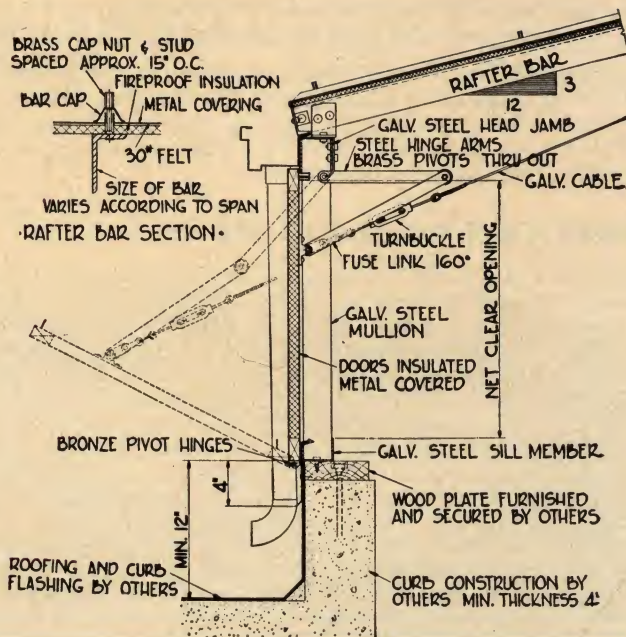 BRASS CAP NUT & STUD
SPACED APPROX. 15" O.C.
FIREPROOF INSULATION
BAR CAP
METAL COVERING
30# FELT
SIZE OF BAR
VARIES ACCORDING TO SPAN
·RAFTER BAR SECTION·
RAFTER BAR
3
12
GALV. STEEL HEAD JAMB
STEEL HINGE ARMS
BRASS PIVOTS THRU OUT
GALV. CABLE
TURNBUCKLE
FUSE LINK 160°
NET CLEAR OPENING
GALV. STEEL
MULLION
DOORS INSULATED
METAL COVERED
BRONZE PIVOT HINGES
GALV. STEEL SILL MEMBER
4"
MIN. 12"
WOOD PLATE FURNISHED
AND SECURED BY OTHERS
ROOFING AND CURB
FLASHING BY OTHERS
CURB CONSTRUCTION BY
OTHERS MIN. THICKNESS 4"